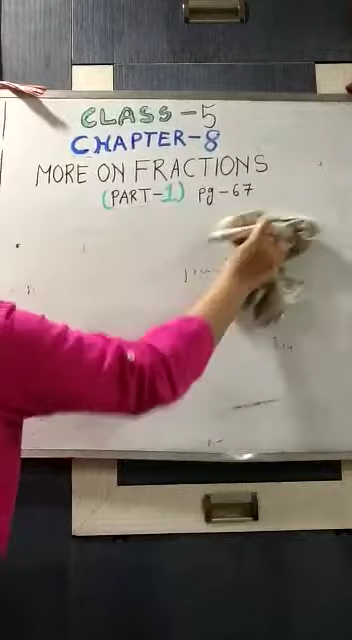 CLASS-5
CHAPTER-8
MORE ON FRACTIONS
(PART-1) pg-67